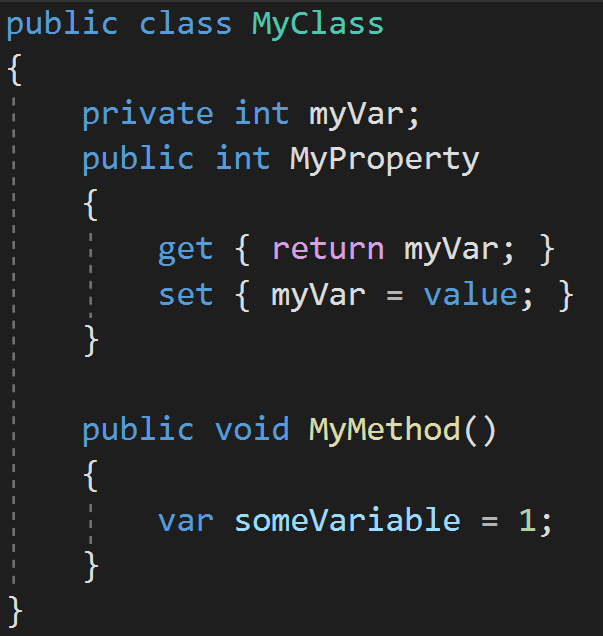 public class MyClass
{
    private int myVar;
    public int MyProperty
    {
        get { return myVar; }
        set { myVar = value; }
    }

    public void MyMethod()
    {
        var someVariable = 1;
    }
}